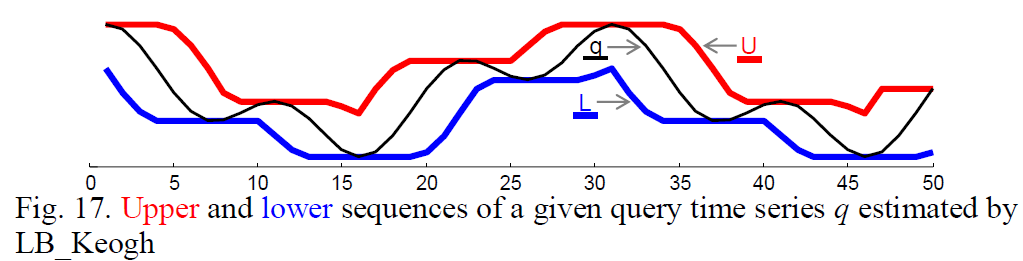 q
U
L
0 5 10 15 20 25 30 35 40 45 50
Fig. 17. Upper and lower sequences of a given query time series q estimated by
LB_Keogh